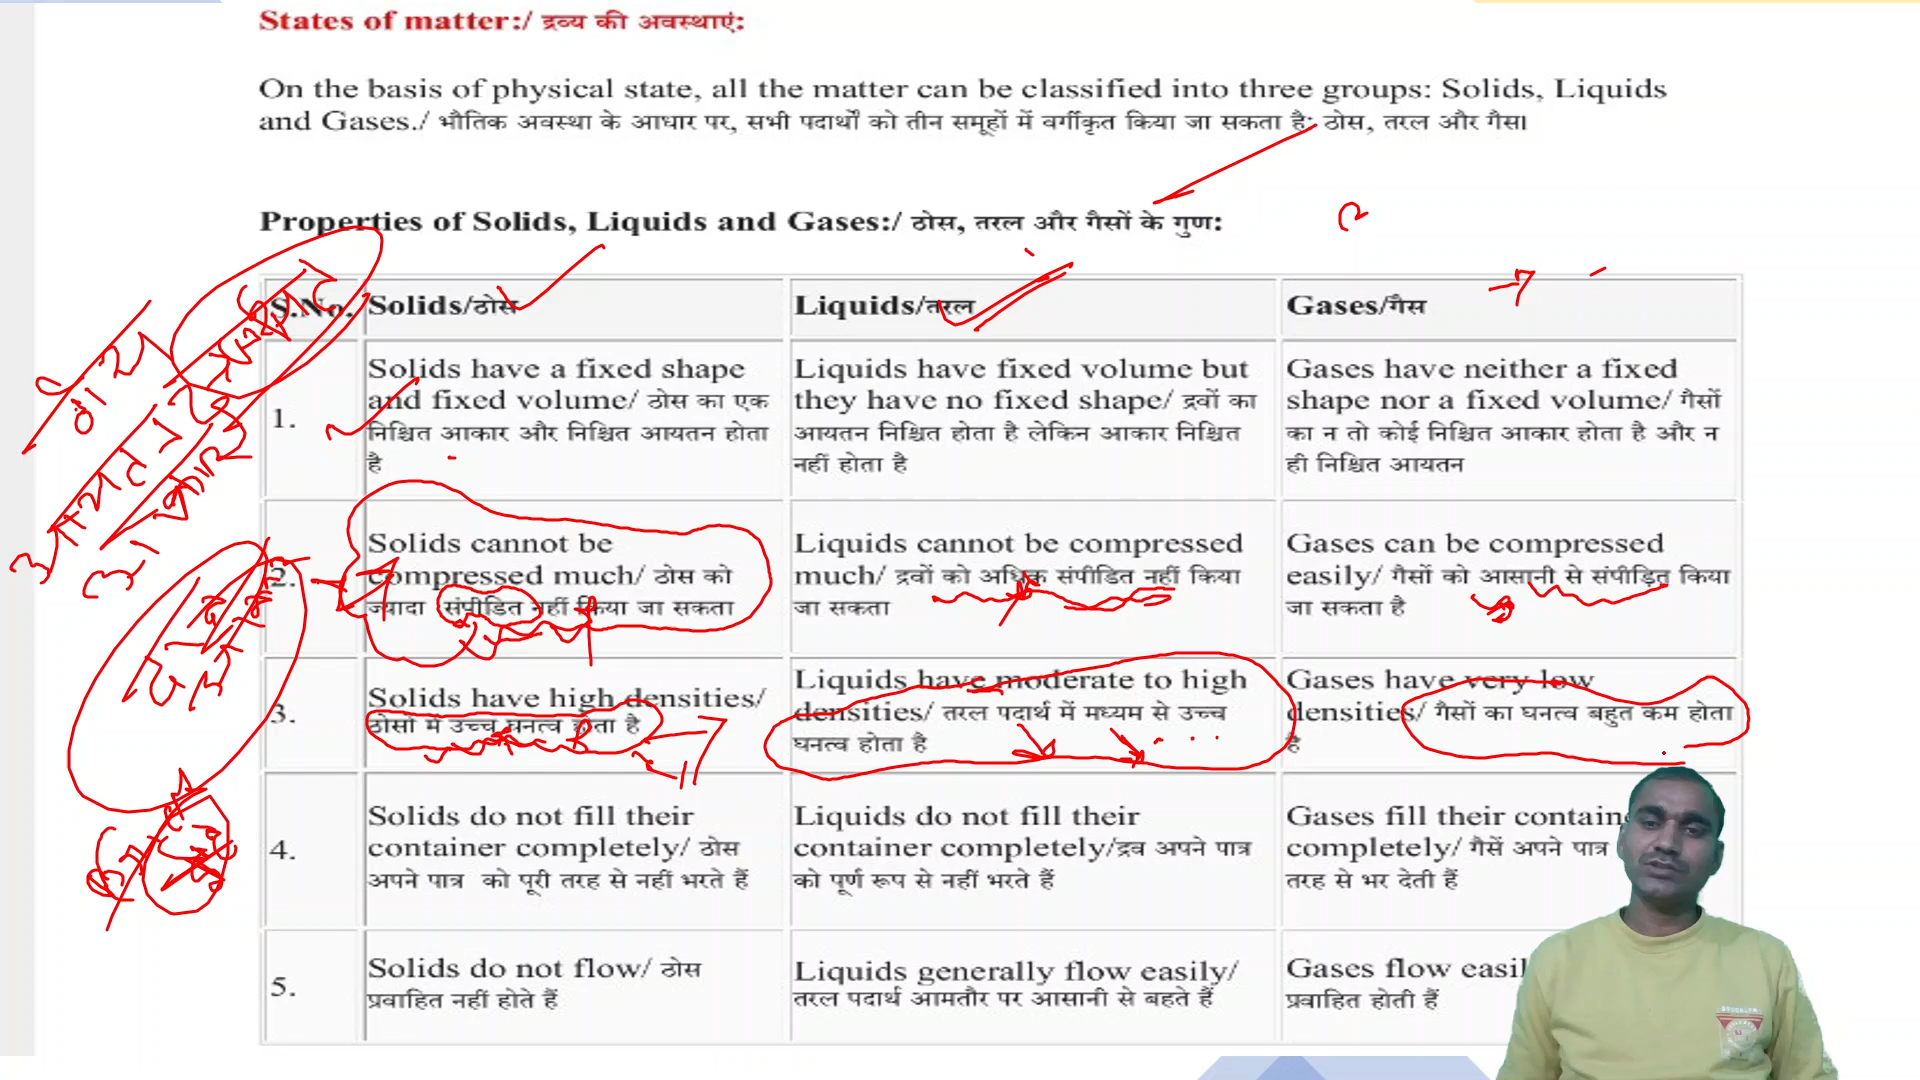 States of matter:/ द्रव्य की अवस्थाएं:
On the basis of physical state, all the matter can be classified into three groups: Solids, Liquids
and Gases./ भौतिक अवस्था के आधार पर, सभी पदार्थों को तीन समूहों में वर्गीकृत किया जा सकता है: ठोस, तरल और गैस।
Properties of Solids, Liquids and Gases:/ ठोस, तरल और गैसों के गुण:
S.No.
Solids/ठोस
Liquids/तरल
Gases/गैस
1.
Solids have a fixed shape
and fixed volume/ ठोस का एक
निश्चित आकार और निश्चित आयतन होता
है
Liquids have fixed volume but
they have no fixed shape/ द्रवों का
आयतन निश्चित होता है लेकिन आकार निश्चित
नहीं होता है
Gases have neither a fixed
shape nor a fixed volume/ गैसों
का न तो कोई निश्चित आकार होता है और न
ही निश्चित आयतन
2.
Solids cannot be
compressed much/ ठोस को
ज्यादा संपीडित नहीं किया जा सकता
Liquids cannot be compressed
much/ द्रवों को अधिक संपीडित नहीं किया
जा सकता
Gases can be compressed
easily/ गैसों को आसानी से संपीड़ित किया
जा सकता है
3.
Solids have high densities/
ठोसों में उच्च घनत्व होता है
Liquids have moderate to high
densities/ तरल पदार्थ में मध्यम से उच्च
घनत्व होता है
Gases have very low
densities/ गैसों का घनत्व बहुत कम होता
है
4.
Solids do not fill their
container completely/ ठोस
अपने पात्र को पूरी तरह से नहीं भरते हैं
Liquids do not fill their
container completely/द्रव अपने पात्र
को पूर्ण रूप से नहीं भरते हैं
Gases fill their
completely/ गैसें अपने पात्र
तरह से भर देती हैं
5.
Solids do not flow/ ठोस
प्रवाहित नहीं होते हैं
Liquids generally flow easily/
तरल पदार्थ आमतौर पर आसानी से बहते हैं
Gases flow
प्रवाहित होती हैं